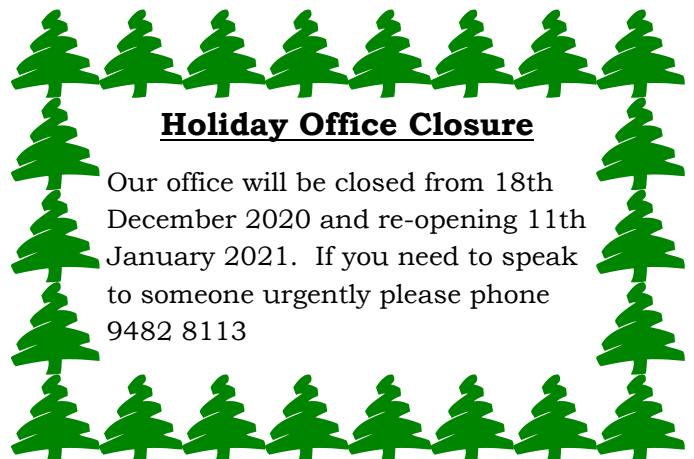 Holiday Office Closure
Our office will be closed from 18th
December 2020 and re-opening 11th
January 2021.  If you need to speak
to someone urgently please phone
9482 8113